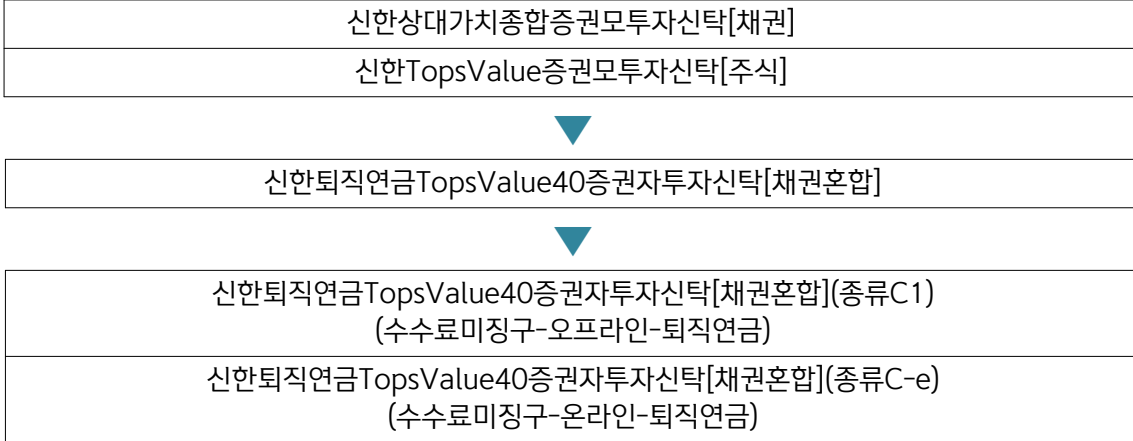 신한상대가치종합증권모투자신탁[채권]
신한TopsValue증권모투자신탁[주식]
신한퇴직연금TopsValue40증권자투자신탁[채권혼합]
신한퇴직연금TopsValue40증권자투자신탁[채권혼합](종류C1)
(수수료미징구-오프라인-퇴직연금)
신한퇴직연금TopsValue40증권자투자신탁[채권혼합](종류C-e)
(수수료미징구-온라인-퇴직연금)